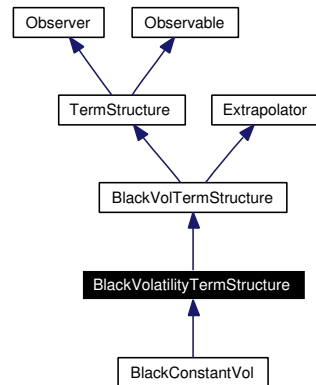 Observer Observable
TermStructure Extrapolator
BlackVolTermStructure
BlackVolatilityTermStructure
BlackConstantVol